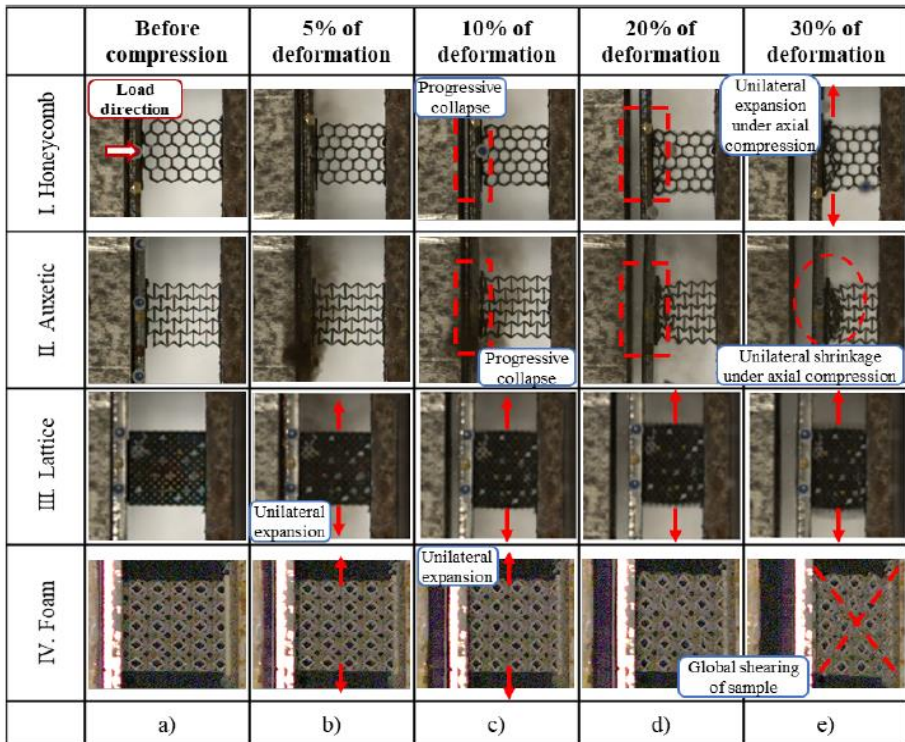 Before
compression
5% of
deformation
10% of
deformation
20% of
deformation
30% of
deformation
I. Honeycomb
Load
direction
Progressive
collapse
Unilateral
expansion
under axial
compression
II. Auxetic
Progressive
collapse
Unilateral shrinkage
under axial compression
III. Lattice
Unilateral
expansion
IV. Foam
Unilateral
expansion
Global shearing
of sample
a)
b)
c)
d)
e)